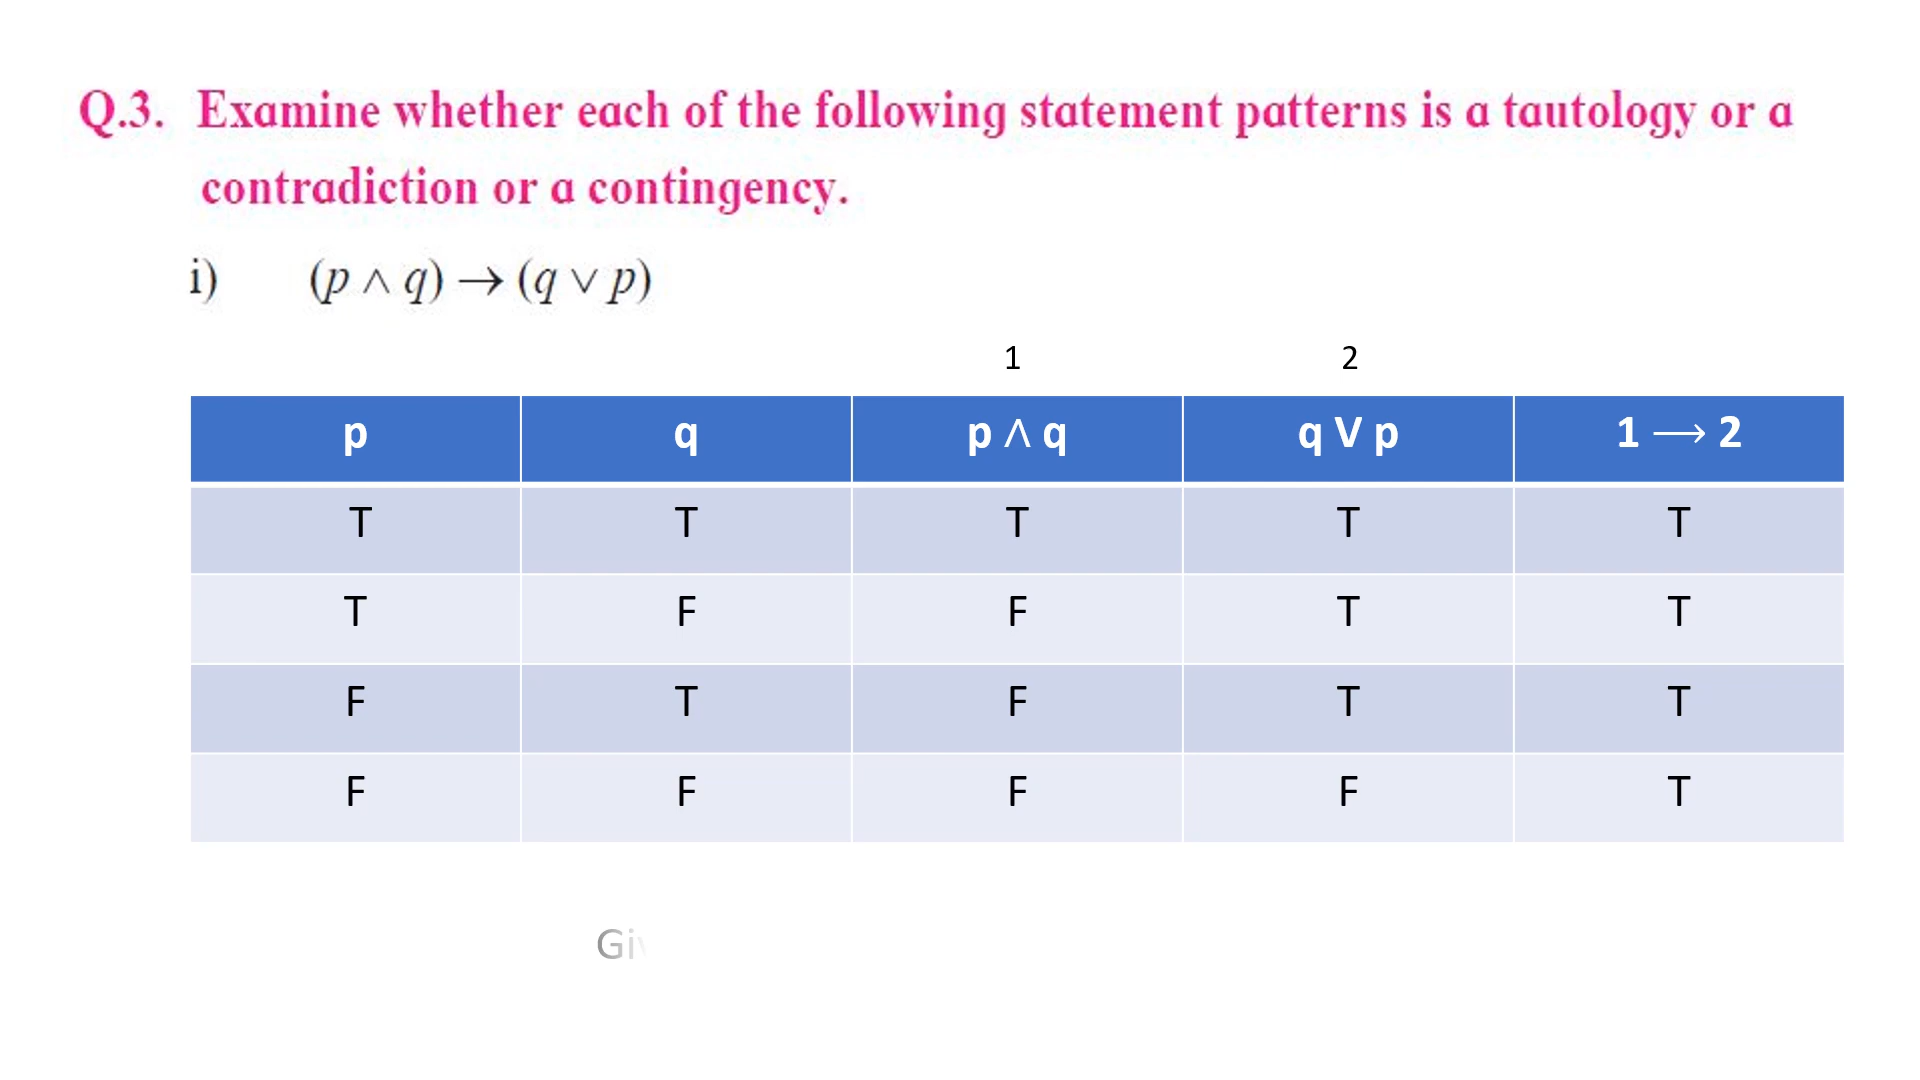 Q.3. Examine whether each of the following statement patterns is a tautology or a
contradiction or a contingency.
i) (p ∧ q) → (q ∨ p)
1 2
p q p ⋀ q q V p 1 ⟶ 2
T T T T T
T F F T T
F T F T T
F F F F T